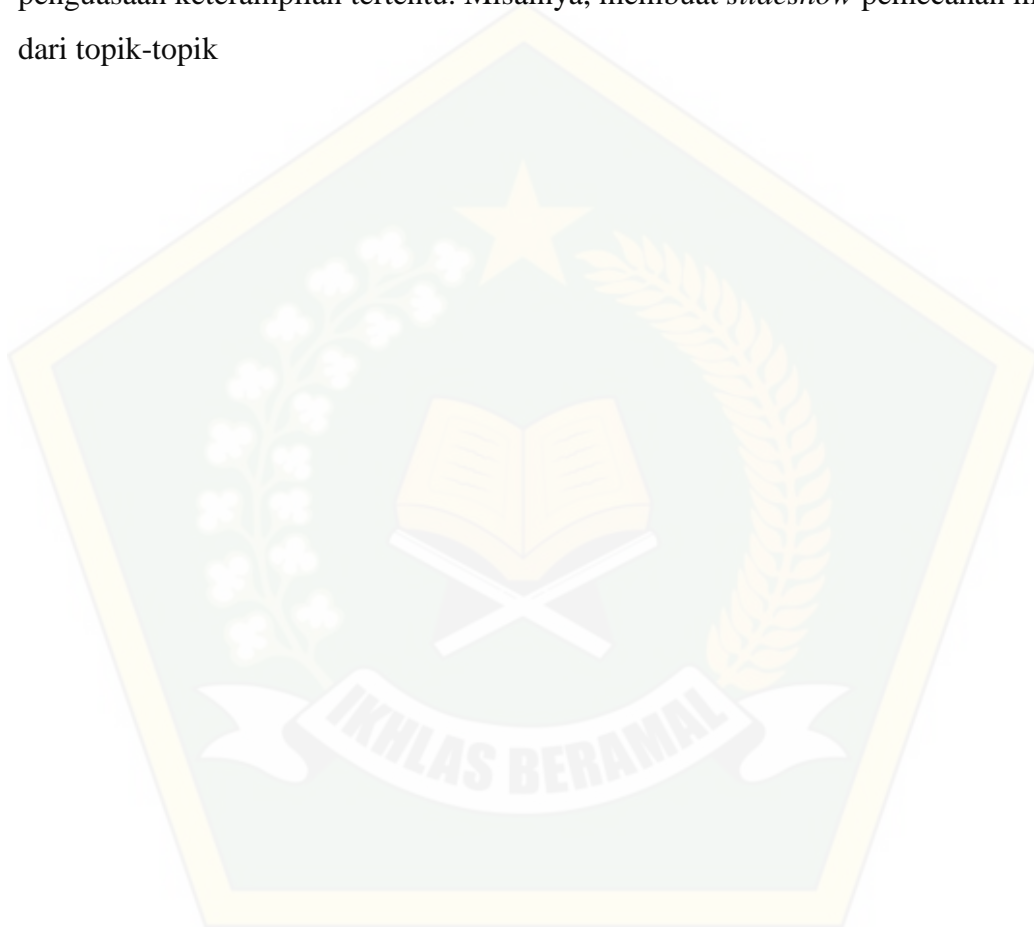 penguasaan keterampilan tertentu. Misalnya, membuat slideshow pemecahan
dari topik-topik
IKHLAS BERAMAL